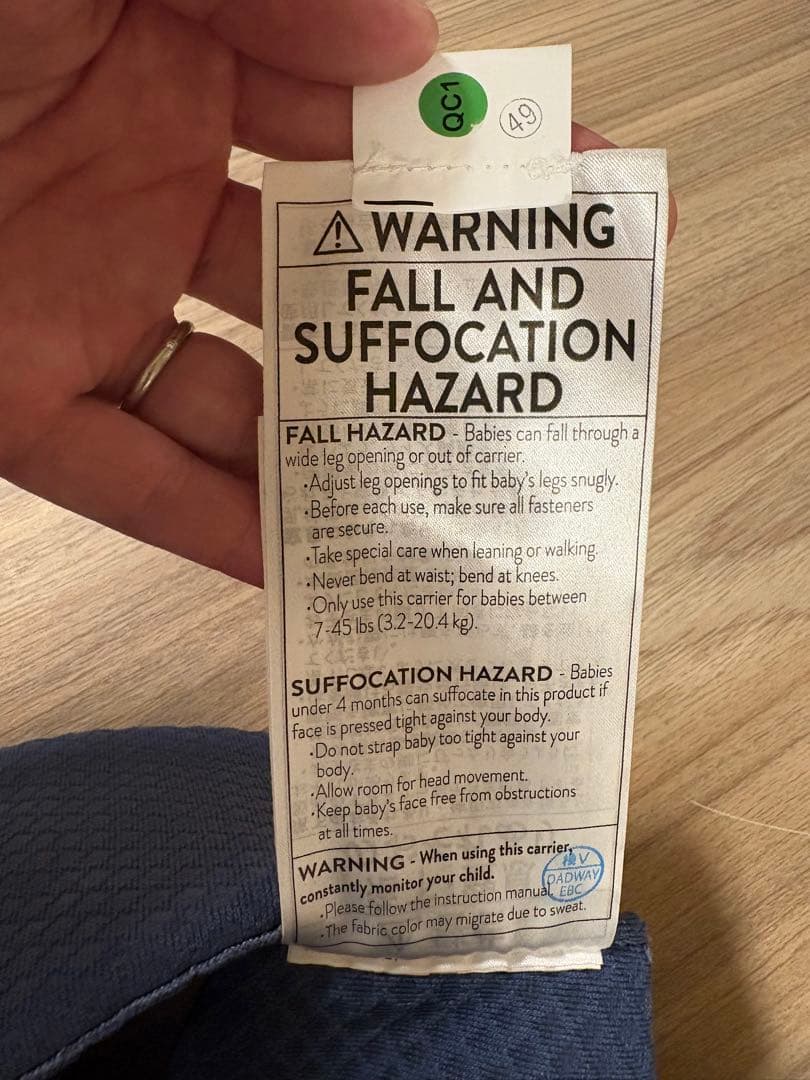 QC1
49
WARNING
FALL AND
SUFFOCATION
HAZARD
FALL HAZARD - Babies can fall through a
wide leg opening or out of carrier.
·Adjust leg openings to fit baby's legs snugly.
·Before each use, make sure all fasteners
are secure.
·Take special care when leaning or walking.
·Never bend at waist; bend at knees.
·Only use this carrier for babies between
7-45 lbs (3.2-20.4 kg).
SUFFOCATION HAZARD - Babies
under 4 months can suffocate in this product if
face is pressed tight against your body.
·Do not strap baby too tight against your
body.
·Allow room for head movement.
·Keep baby's face free from obstructions
at all times.
WARNING - When using this carrier,
constantly monitor your child.
·Please follow the instruction manual.
·The fabric color may migrate due to sweat.
V
DADWAY
EBC